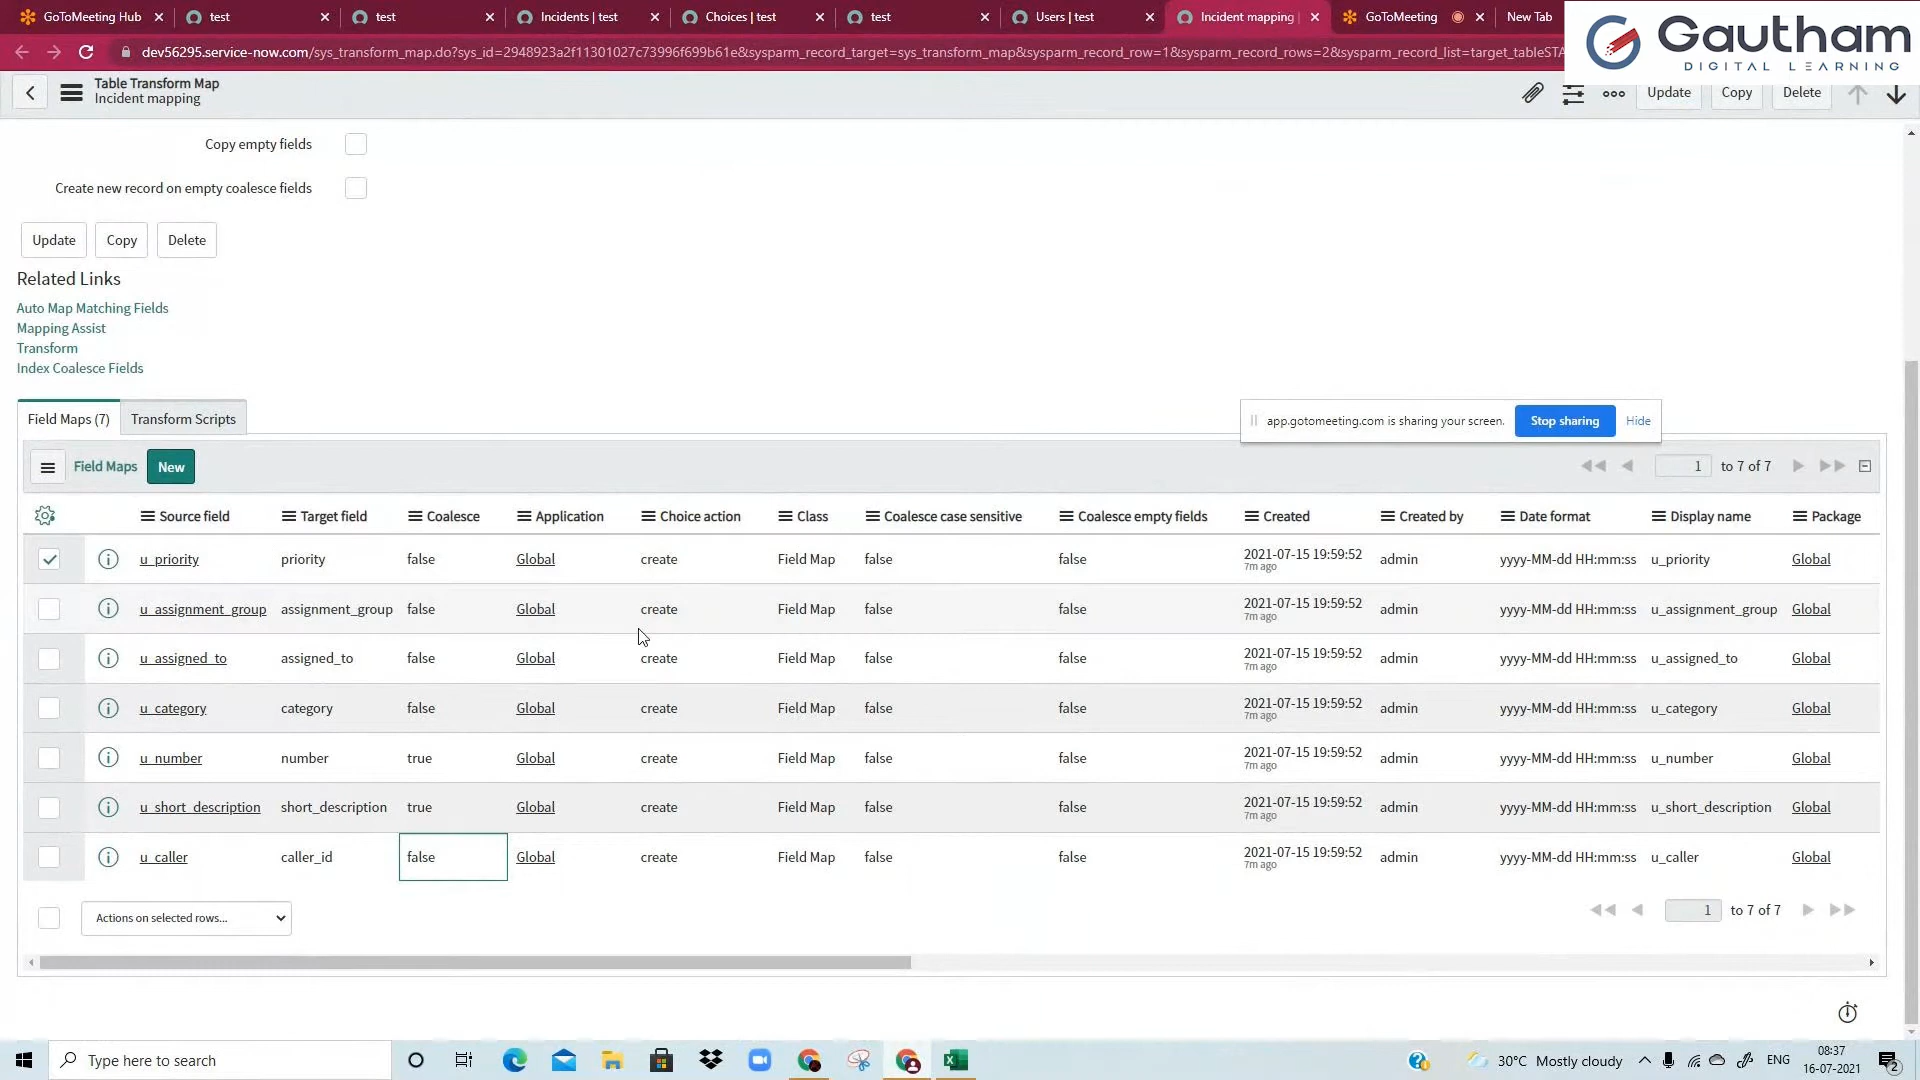 GoToMeeting Hub test test Incidents | test Choices | test test Users | test Incident mapping | GoToMeeting New Tab
dev56295.service-now.com/sys_transform_map.do?sys_id=2948923a2f11301027c73996f699b61e&sysparm_record_target=sys_transform_map&sysparm_record_row=1&sysparm_record_rows=2&sysparm_record_list=target_tableSTA
Gautham
DIGITAL LEARNING
Table Transform Map
Incident mapping
Update Copy Delete
Copy empty fields
Create new record on empty coalesce fields
Update Copy Delete
Related Links
Auto Map Matching Fields
Mapping Assist
Transform
Index Coalesce Fields
Field Maps (7) Transform Scripts
app.gotomeeting.com is sharing your screen. Stop sharing Hide
Field Maps New 1 to 7 of 7
Source field Target field Coalesce Application Choice action Class Coalesce case sensitive Coalesce empty fields Created Created by Date format Display name Package
u_priority priority false Global create Field Map false false 2021-07-15 19:59:52 admin yyyy-MM-dd HH:mm:ss u_priority Global
7m ago
u_assignment_group assignment_group false Global create Field Map false false 2021-07-15 19:59:52 admin yyyy-MM-dd HH:mm:ss u_assignment_group Global
7m ago
u_assigned_to assigned_to false Global create Field Map false false 2021-07-15 19:59:52 admin yyyy-MM-dd HH:mm:ss u_assigned_to Global
7m ago
u_category category false Global create Field Map false false 2021-07-15 19:59:52 admin yyyy-MM-dd HH:mm:ss u_category Global
7m ago
u_number number true Global create Field Map false false 2021-07-15 19:59:52 admin yyyy-MM-dd HH:mm:ss u_number Global
7m ago
u_short_description short_description true Global create Field Map false false 2021-07-15 19:59:52 admin yyyy-MM-dd HH:mm:ss u_short_description Global
7m ago
u_caller caller_id false Global create Field Map false false 2021-07-15 19:59:52 admin yyyy-MM-dd HH:mm:ss u_caller Global
7m ago
Actions on selected rows... 1 to 7 of 7
Type here to search 30°C Mostly cloudy ENG 08:37
16-07-2021 2